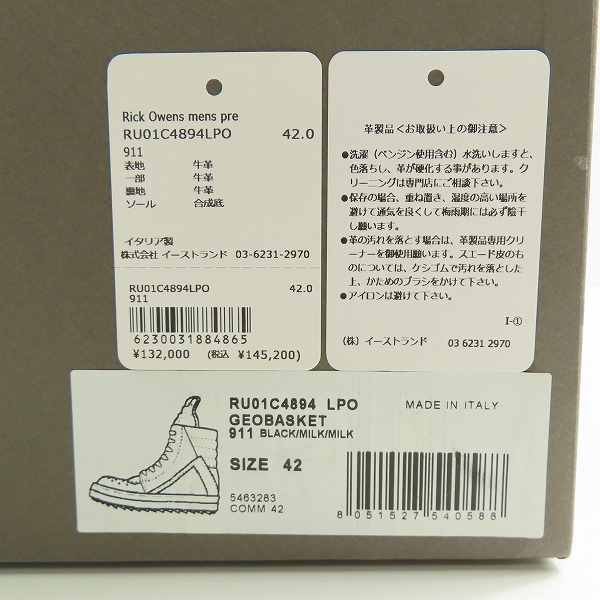 Rick Owens mens pre
RU01C4894LPO 42.0
911
表地 牛革
一部 牛革
裏地 牛革
ソール 合成底
イタリア製
株式会社 イーストランド 03-6231-2970
RU01C4894LPO 42.0
911
6230031884865
¥132,000 (税込 ¥145,200)
革製品<お取扱い上の御注意>
●洗濯(ベンジン使用含む)水洗いしますと、
色落ちし、革が硬化する事があります。ク
リーニングは専門店にご相談下さい。
●保存の場合、重ね置き、湿度の高い場所を
避けて通気を良くして梅雨期には必ず陰干
し願います。
●革の汚れを落とす場合は、革製品専用クリ
ーナーを御使用願います。スエード皮のも
のについては、ケシゴムで汚れを落とした
上、かためのブラシをかけて下さい。
●アイロンは避けて下さい。
I-①
(株)イーストランド 03 6231 2970
RU01C4894 LPO
GEOBASKET
911 BLACK/MILK/MILK
SIZE 42
5463283
COMM 42
MADE IN ITALY
8 051527 540588